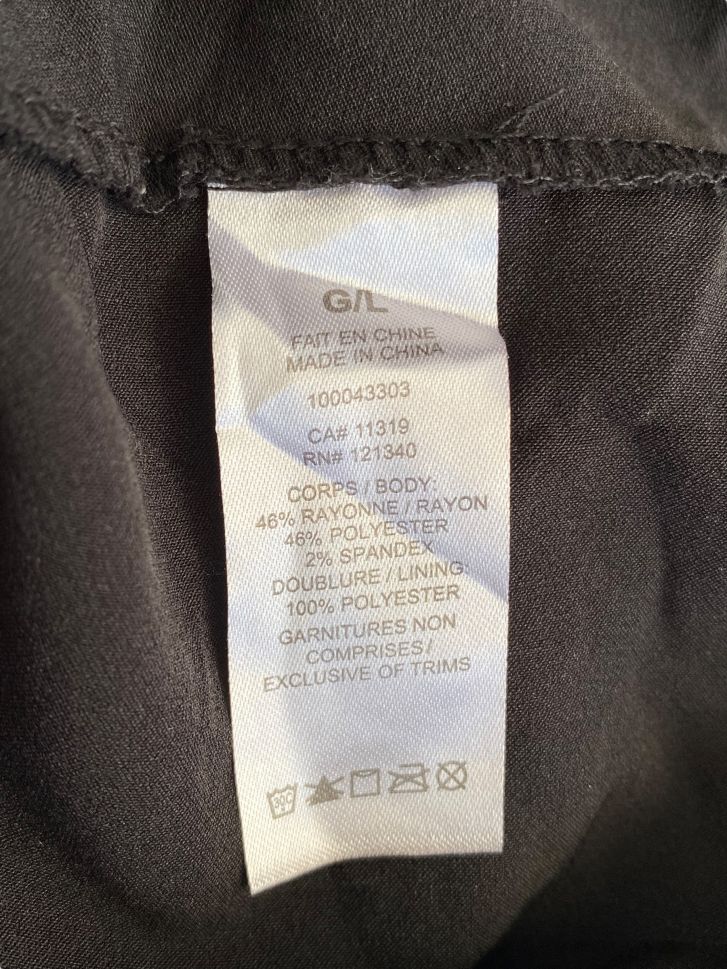 G/L
FAIT EN CHINE
MADE IN CHINA
100043303
CA# 11319
RN# 121340
CORPS / BODY:
46% RAYONNE / RAYON
46% POLYESTER
2% SPANDEX
DOUBLURE / LINING:
100% POLYESTER
GARNITURES NON
COMPRISES /
EXCLUSIVE OF TRIMS
30C